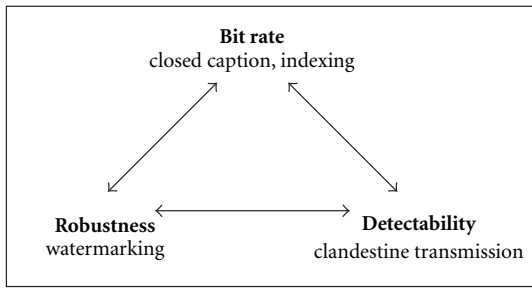 Bit rate
closed caption, indexing
Robustness
watermarking
Detectability
clandestine transmission